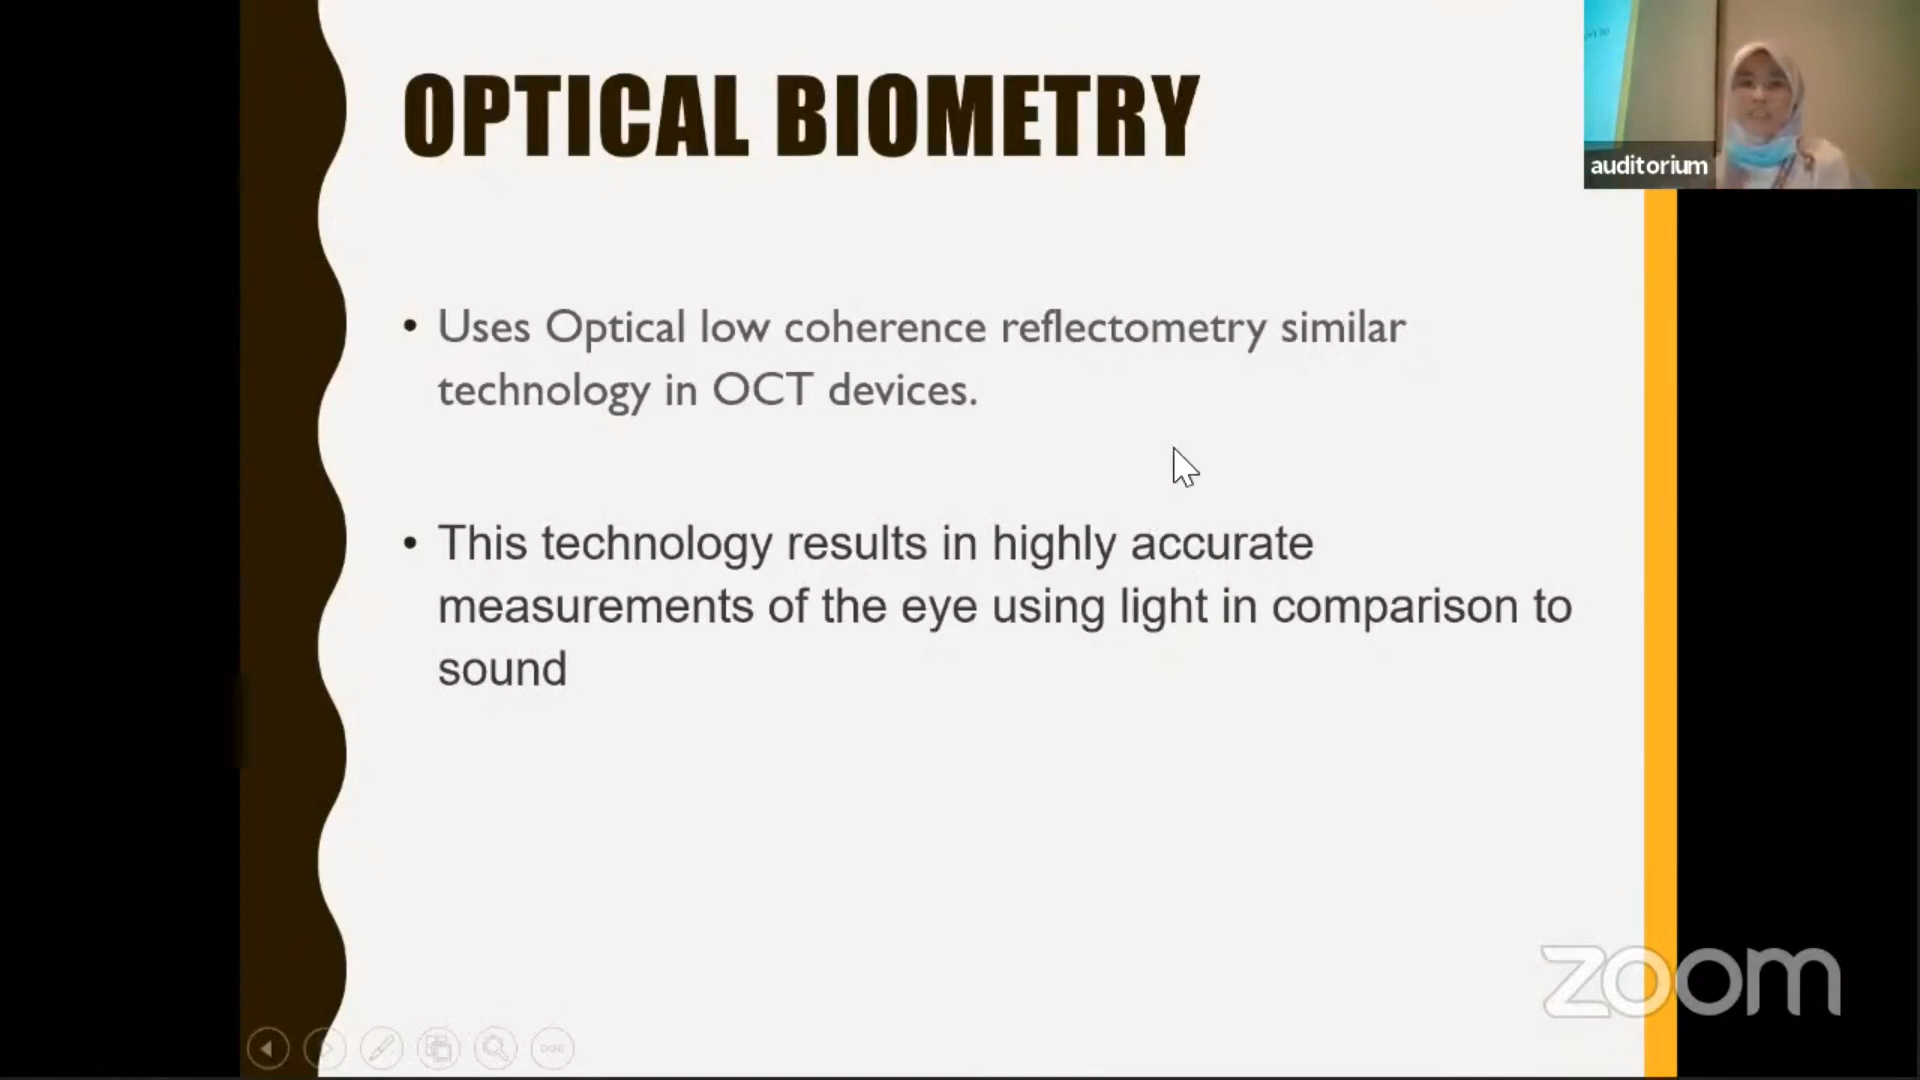 OPTICAL BIOMETRY
auditorium
• Uses Optical low coherence reflectometry similar
technology in OCT devices.
• This technology results in highly accurate
measurements of the eye using light in comparison to
sound
zoom